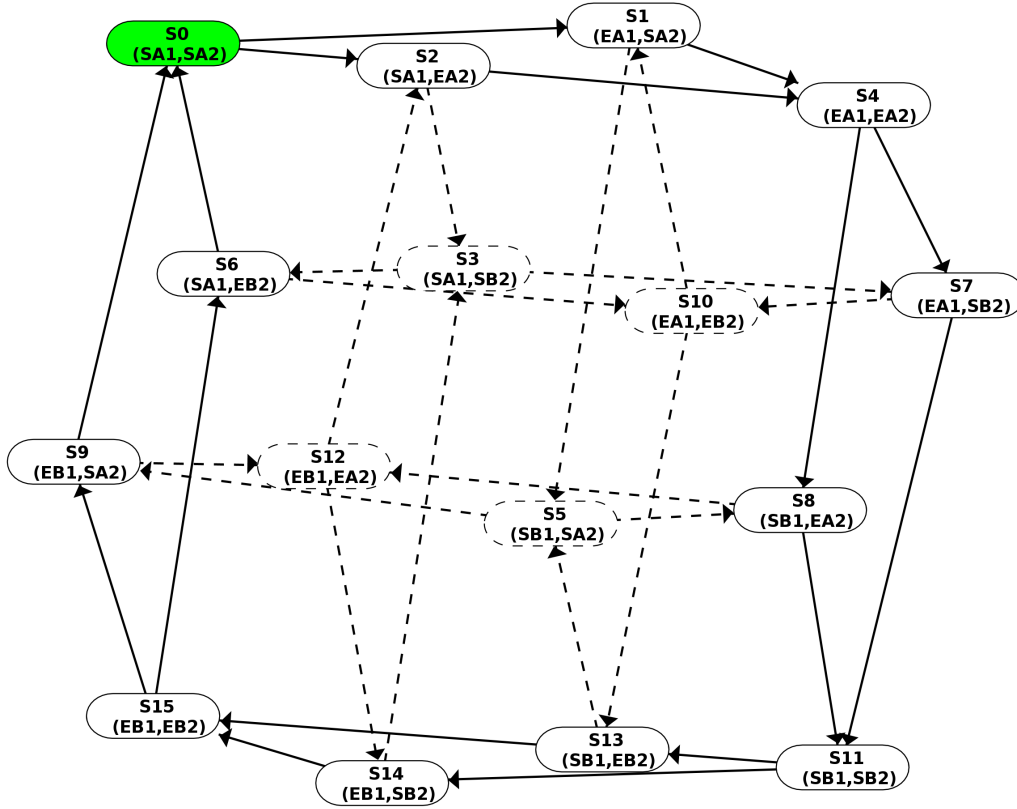 S0
(SA1,SA2)
S1
(EA1,SA2)
S2
(SA1,EA2)
S4
(EA1,EA2)
S6
(SA1,EB2)
S3
(SA1,SB2)
S10
(EA1,EB2)
S7
(EA1,SB2)
S9
(EB1,SA2)
S12
(EB1,EA2)
S5
(SB1,SA2)
S8
(SB1,EA2)
S15
(EB1,EB2)
S14
(EB1,SB2)
S13
(SB1,EB2)
S11
(SB1,SB2)